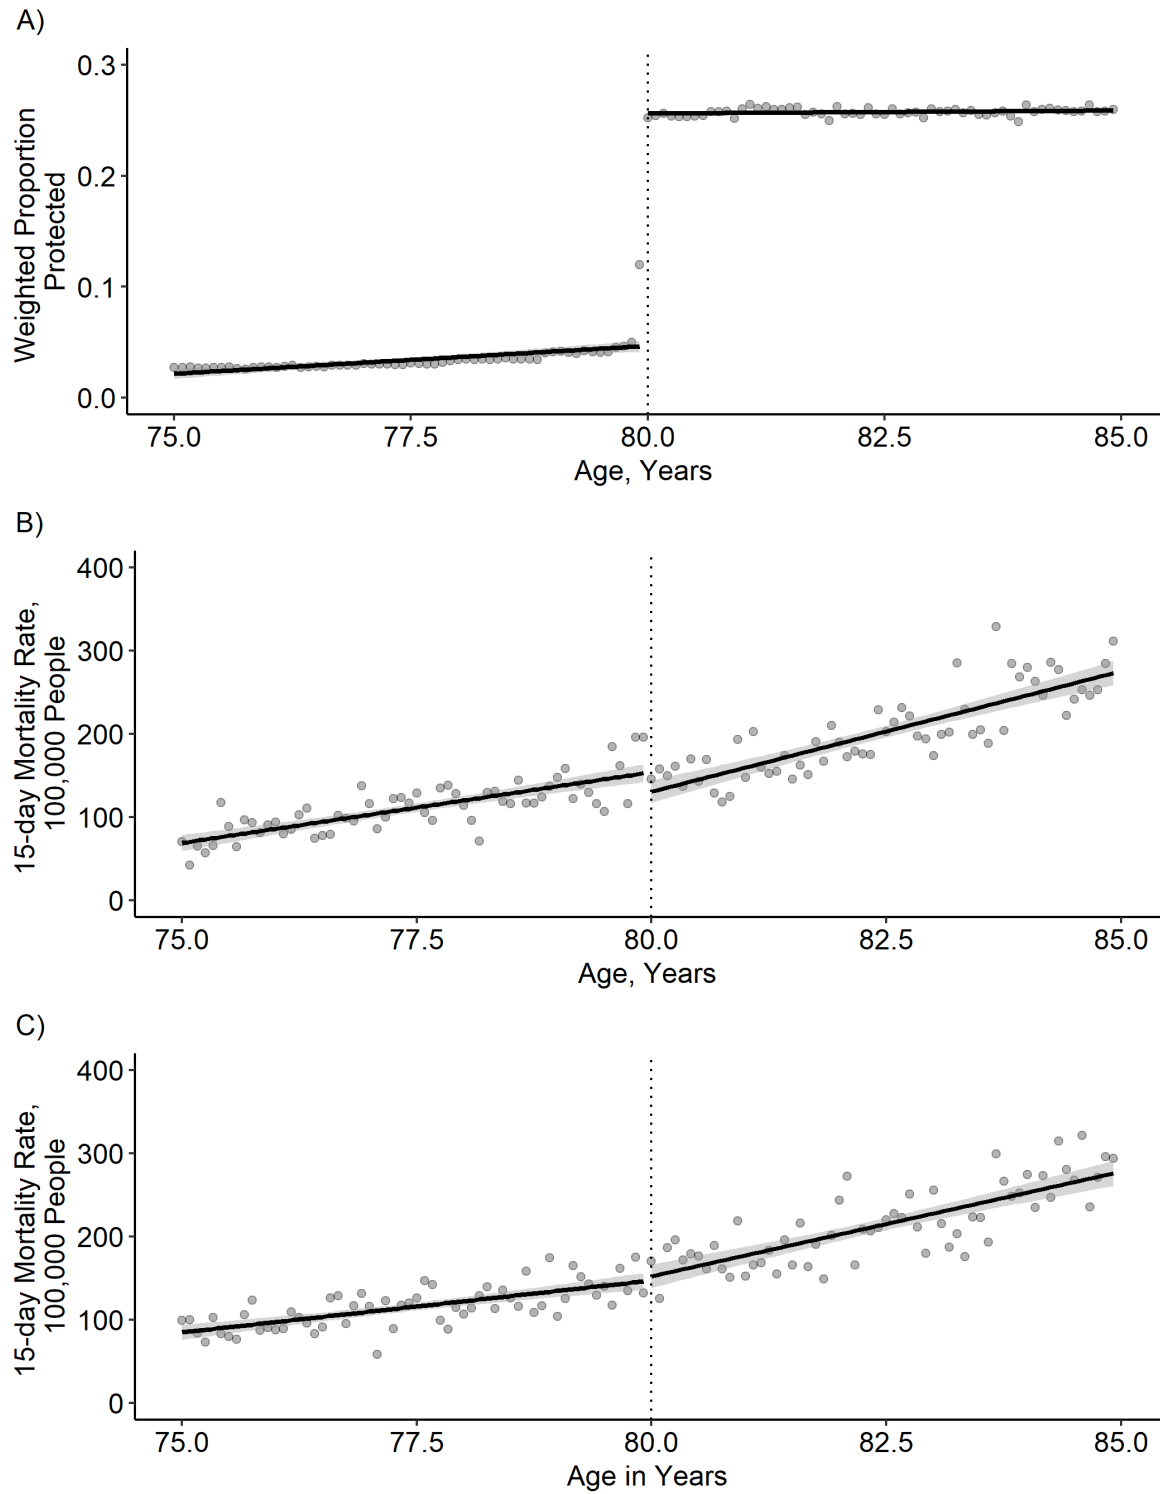 A)
Weighted Proportion
Protected
0.3
0.2
0.1
0.0
75.0 77.5 80.0 82.5 85.0
Age, Years
B)
15-day Mortality Rate,
100,000 People
400
300
200
100
0
75.0 77.5 80.0 82.5 85.0
Age, Years
C)
15-day Mortality Rate,
100,000 People
400
300
200
100
0
75.0 77.5 80.0 82.5 85.0
Age in Years